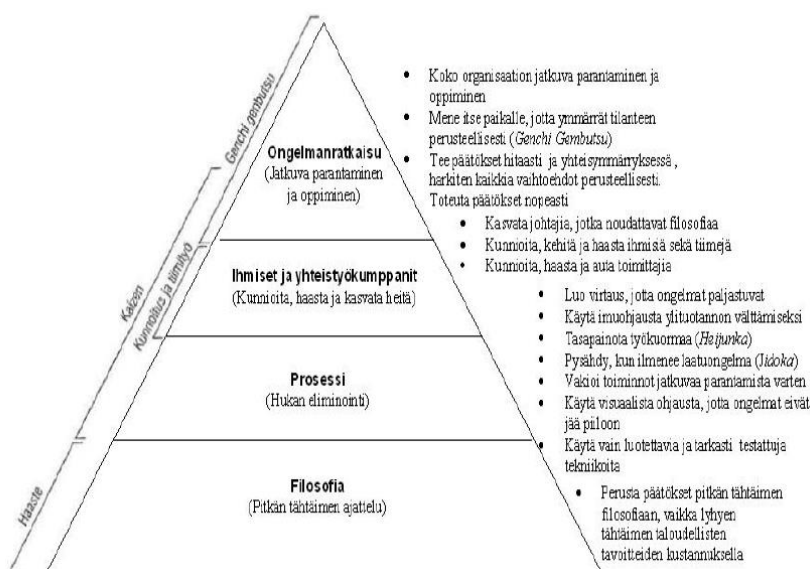 Genchi genbutsu
Kaizen
Kunnoitus ja tiimityö
Haaste
Ongelmanratkaisu
(Jatkuva parantaminen
ja oppiminen)
Ihmiset ja yhteistyökumppanit
(Kunnioita, haasta ja kasvata heitä)
Prosessi
(Hukan eliminointi)
Filosofia
(Pitkän tähtäimen ajattelu)
• Koko organisaation jatkuva parantaminen ja
oppiminen
• Mene itse paikalle, jotta ymmärrät tilanteen
perusteellisesti (Genchi Gembutsu)
• Tee päätökset hitaasti ja yhteisymmärryksessä ,
harkiten kaikkia vaihtoehdot perusteellisesti.
Toteuta päätökset nopeasti
• Kasvata johtajia, jotka noudattavat filosofiaa
• Kunnioita, kehitä ja haasta ihmisiä sekä tiimejä
• Kunnioita, haasta ja auta toimittajia
• Luo virtaus, jotta ongelmat paljastuvat
• Käytä imuohjausta ylituotannon välttämiseksi
• Tasapainota työkuormaa (Heijunka)
• Pysähdy, kun ilmenee laatuongelma (Jidoka)
• Vakioi toiminnot jatkuvaa parantamista varten
• Käytä visuaalista ohjausta, jotta ongelmat eivät
jää piiloon
• Käytä vain luotettavia ja tarkasti testattuja
tekniikoita
• Perusta päätökset pitkän tähtäimen
filosofiaan, vaikka lyhyen
tähtäimen taloudellisten
tavoitteiden kustannuksella